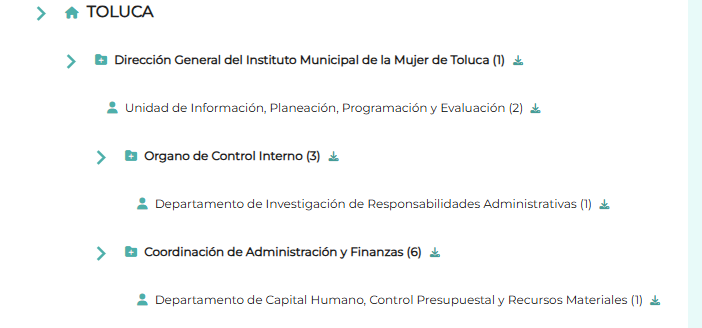 TOLUCA
Dirección General del Instituto Municipal de la Mujer de Toluca (1)
Unidad de Información, Planeación, Programación y Evaluación (2)
Organo de Control Interno (3)
Departamento de Investigación de Responsabilidades Administrativas (1)
Coordinación de Administración y Finanzas (6)
Departamento de Capital Humano, Control Presupuestal y Recursos Materiales (1)